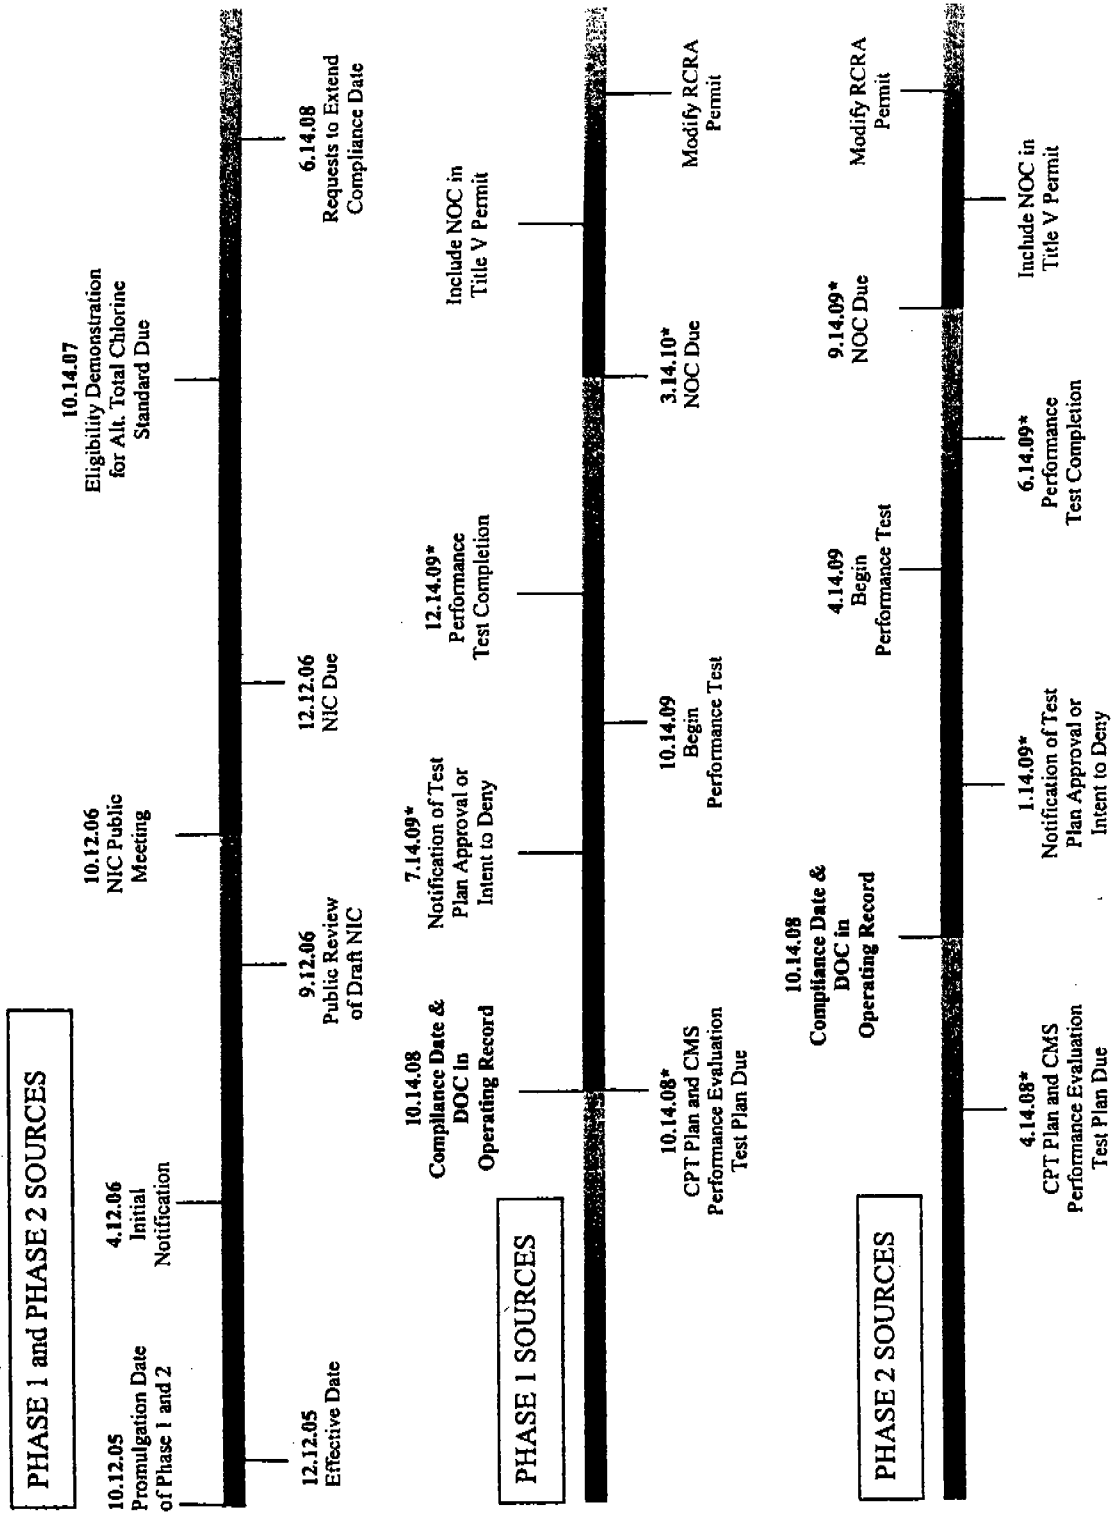 PHASE 1 and PHASE 2 SOURCES
10.12.05
Promulgation Date
of Phase 1 and 2
12.12.05
Effective Date
4.12.06
Initial
Notification
9.12.06
Public Review
of Draft NIC
10.12.06
NIC Public
Meeting
12.12.06
NIC Due
10.14.07
Eligibility Demonstration
for Alt. Total Chlorine
Standard Due
6.14.08
Requests to Extend
Compliance Date
PHASE 1 SOURCES
10.14.08
Compliance Date &
DOC in
Operating Record
10.14.08*
CPT Plan and CMS
Performance Evaluation
Test Plan Due
7.14.09*
Notification of Test
Plan Approval or
Intent to Deny
10.14.09
Begin
Performance Test
12.14.09*
Performance
Test Completion
3.14.10*
NOC Due
Include NOC in
Title V Permit
Modify RCRA
Permit
PHASE 2 SOURCES
4.14.08*
CPT Plan and CMS
Performance Evaluation
Test Plan Due
10.14.08
Compliance Date &
DOC in
Operating Record
1.14.09*
Notification of Test
Plan Approval or
Intent to Deny
4.14.09
Begin
Performance Test
6.14.09*
Performance
Test Completion
9.14.09*
NOC Due
Include NOC in
Title V Permit
Modify RCRA
Permit